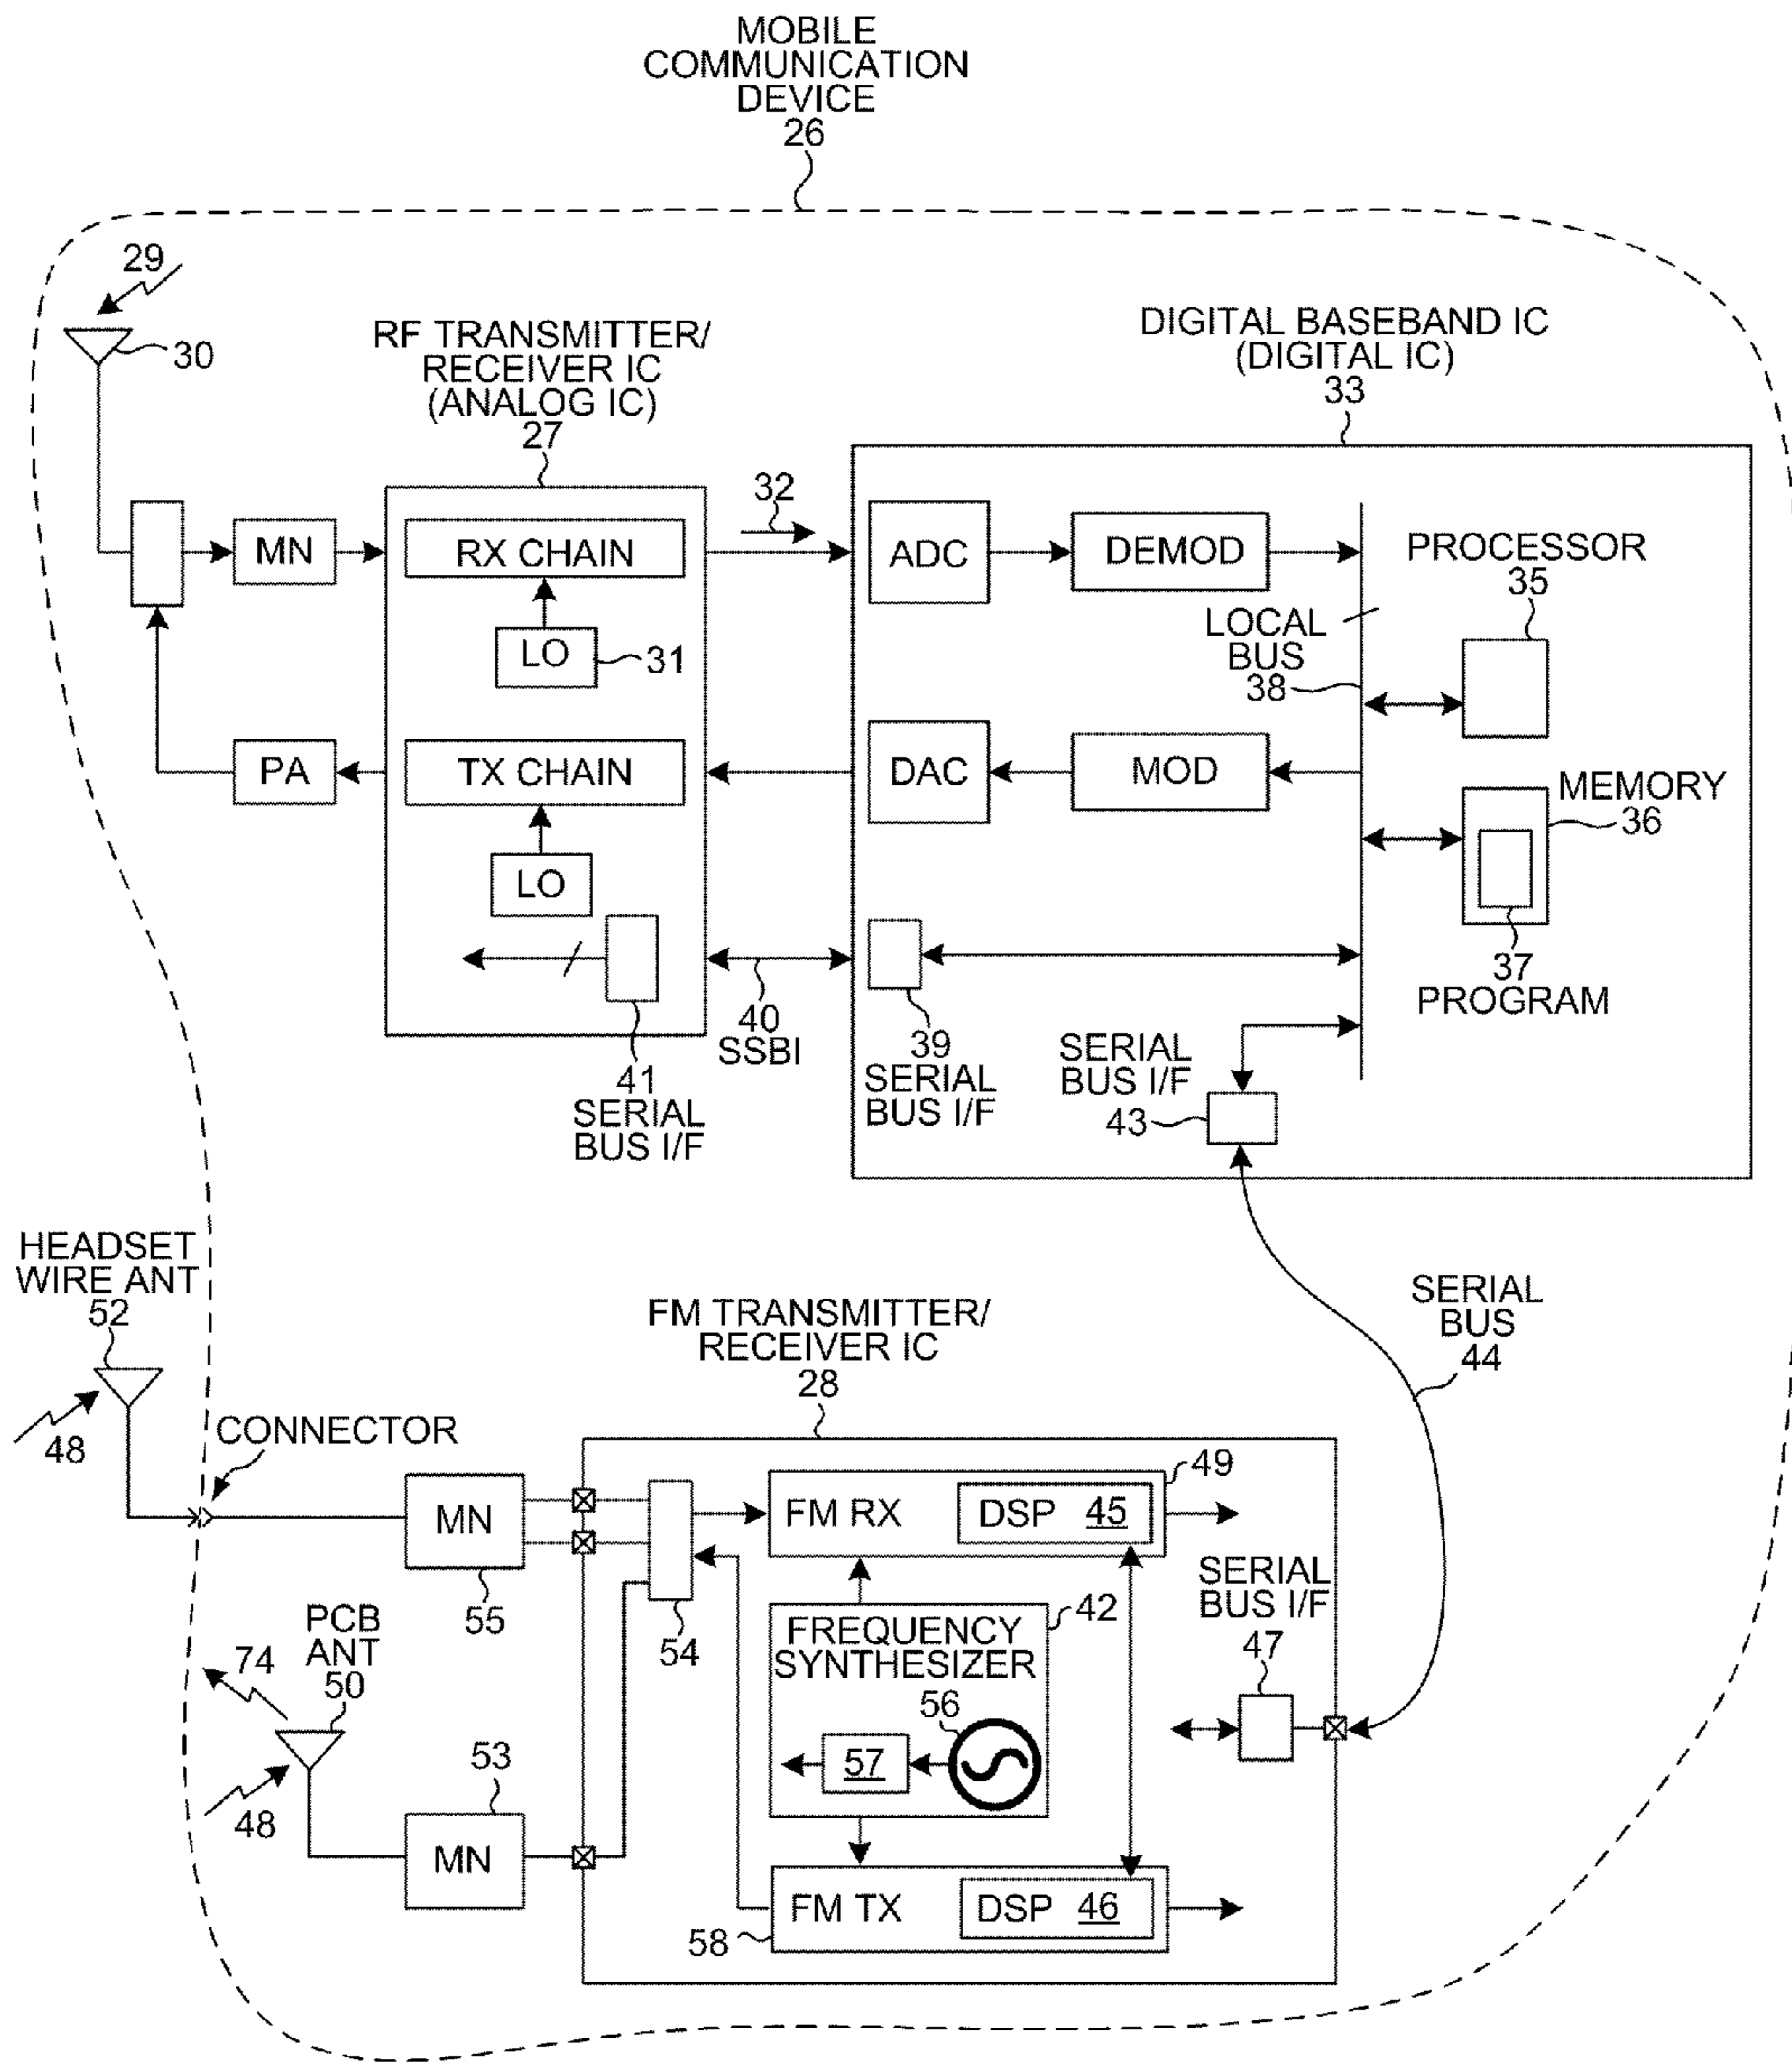 MOBILE
COMMUNICATION
DEVICE
26
29
30
RF TRANSMITTER/
RECEIVER IC
(ANALOG IC)
27
DIGITAL BASEBAND IC
(DIGITAL IC)
33
32
MN
RX CHAIN
LO
31
ADC
DEMOD
PROCESSOR
35
LOCAL
BUS
38
PA
TX CHAIN
LO
DAC
MOD
MEMORY
36
37
PROGRAM
40
SSBI
41
SERIAL
BUS I/F
39
SERIAL
BUS I/F
SERIAL
BUS I/F
43
HEADSET
WIRE ANT
52
48
CONNECTOR
FM TRANSMITTER/
RECEIVER IC
28
SERIAL
BUS
44
MN
55
54
FM RX
DSP 45
49
FREQUENCY
SYNTHESIZER
42
56
57
SERIAL
BUS I/F
47
PCB
ANT
50
74
48
53
MN
FM TX
DSP 46
58